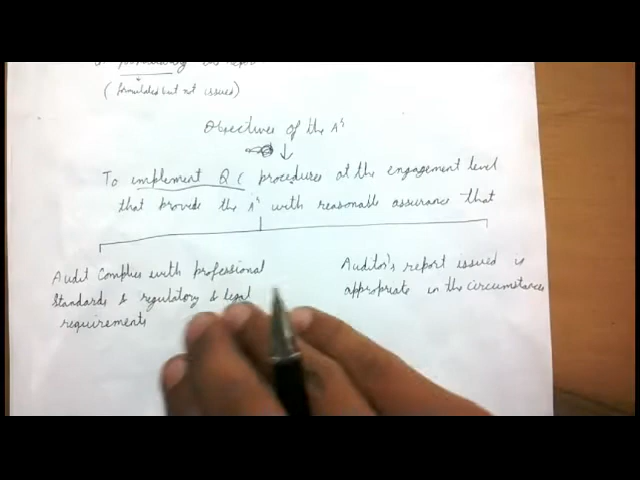 (formulated but not issued)
Objectives of the Ar
To implement QC procedures at the engagement level
that provide the Ar with reasonable assurance that
Audit Complies with professional
Standards & regulatory & legal
requirements
Auditor's report issued is
appropriate in the circumstances